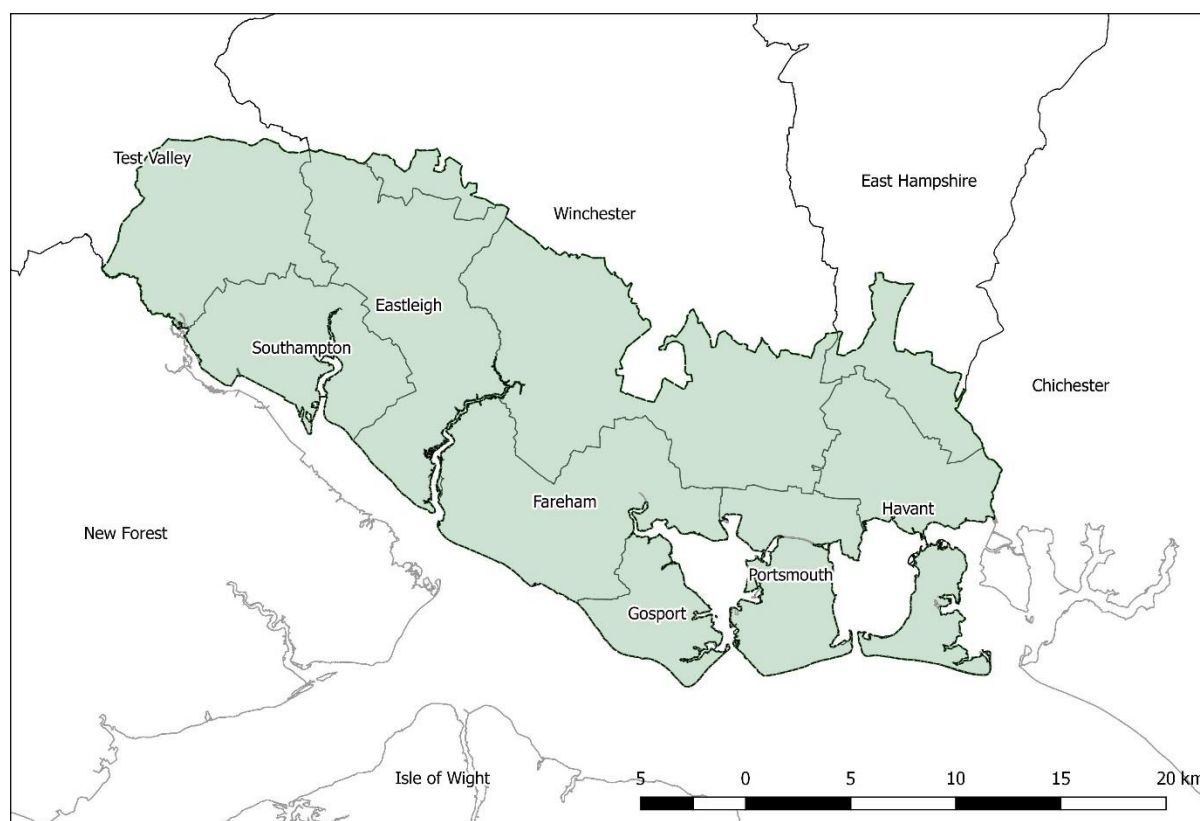 Test Valley
East Hampshire
Winchester
Eastleigh
Southampton
Chichester
Fareham
Havant
New Forest
Portsmouth
Gosport
Isle of Wight
5 0 5 10 15 20 km